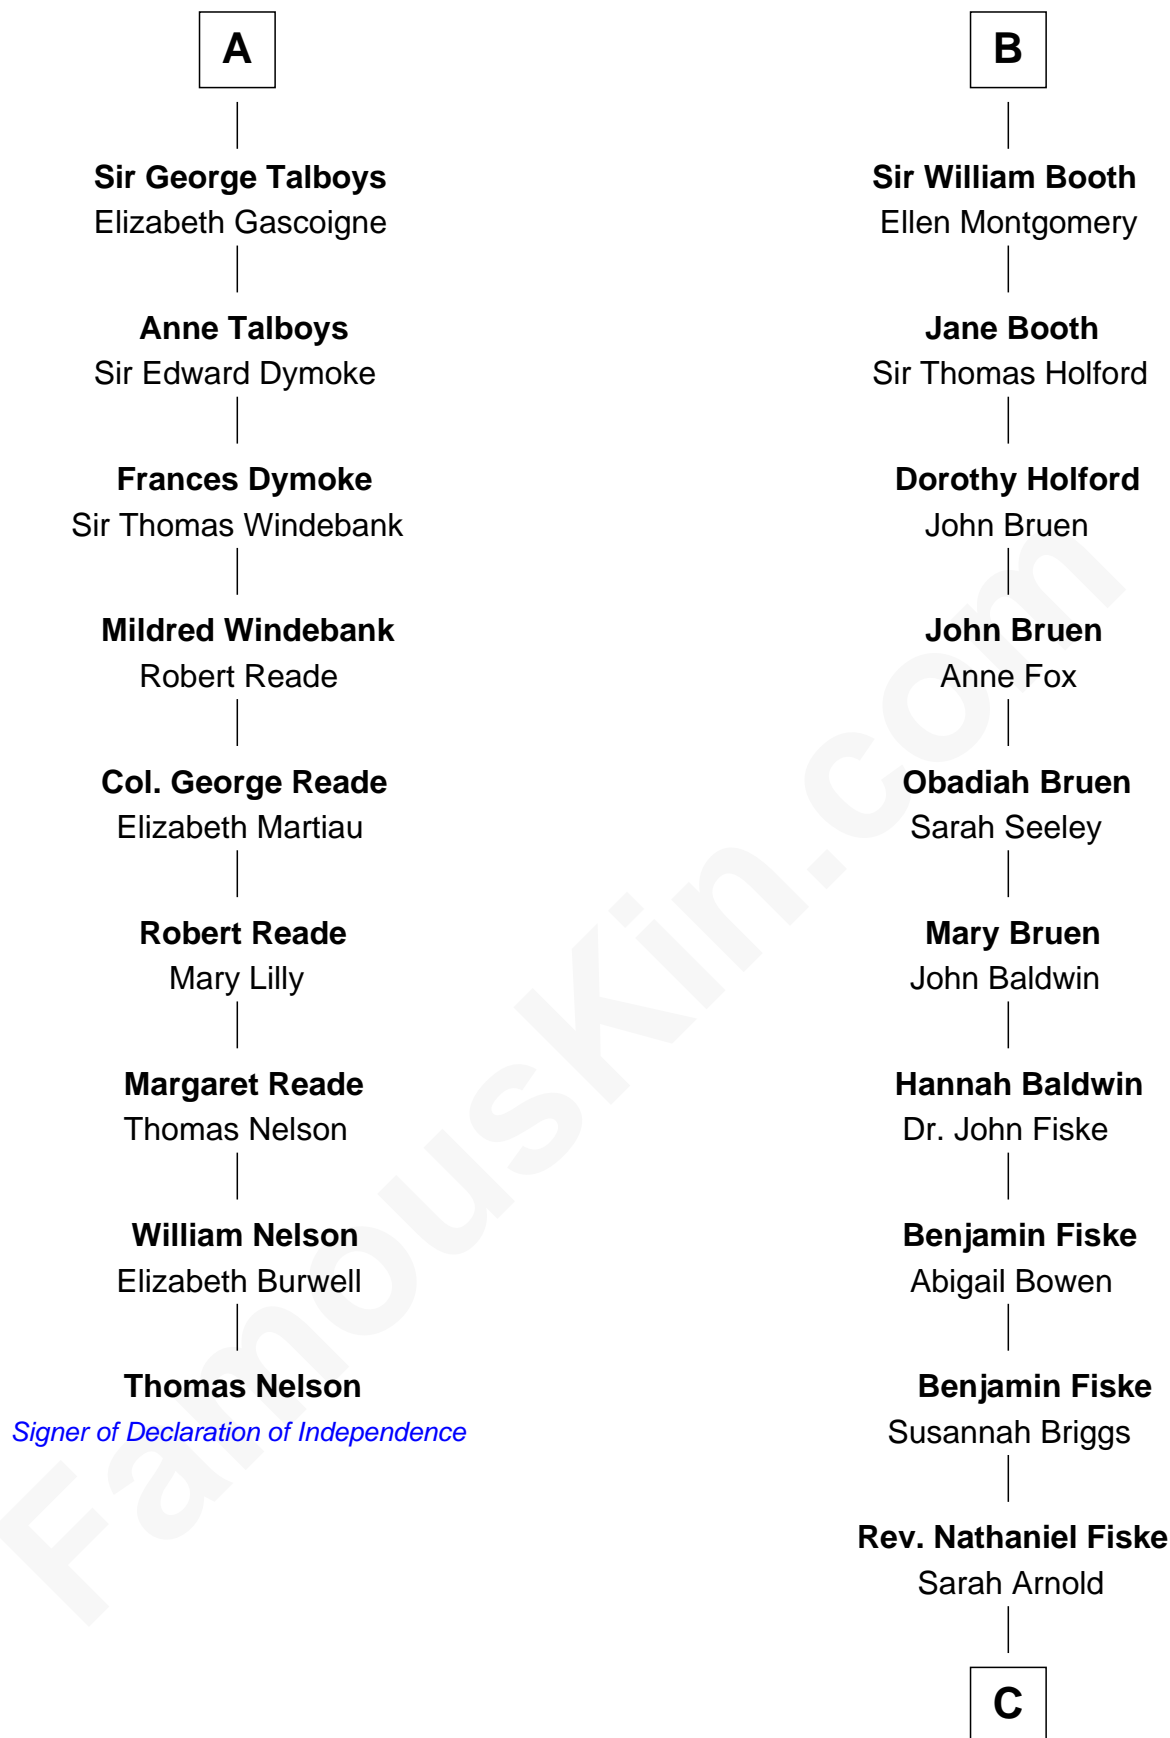 A
Sir George Talboys
Elizabeth Gascoigne
Anne Talboys
Sir Edward Dymoke
Frances Dymoke
Sir Thomas Windebank
Mildred Windebank
Robert Reade
Col. George Reade
Elizabeth Martiau
Robert Reade
Mary Lilly
Margaret Reade
Thomas Nelson
William Nelson
Elizabeth Burwell
Thomas Nelson
Signer of Declaration of Independence
B
Sir William Booth
Ellen Montgomery
Jane Booth
Sir Thomas Holford
Dorothy Holford
John Bruen
John Bruen
Anne Fox
Obadiah Bruen
Sarah Seeley
Mary Bruen
John Baldwin
Hannah Baldwin
Dr. John Fiske
Benjamin Fiske
Abigail Bowen
Benjamin Fiske
Susannah Briggs
Rev. Nathaniel Fiske
Sarah Arnold
C
FamousKin.com